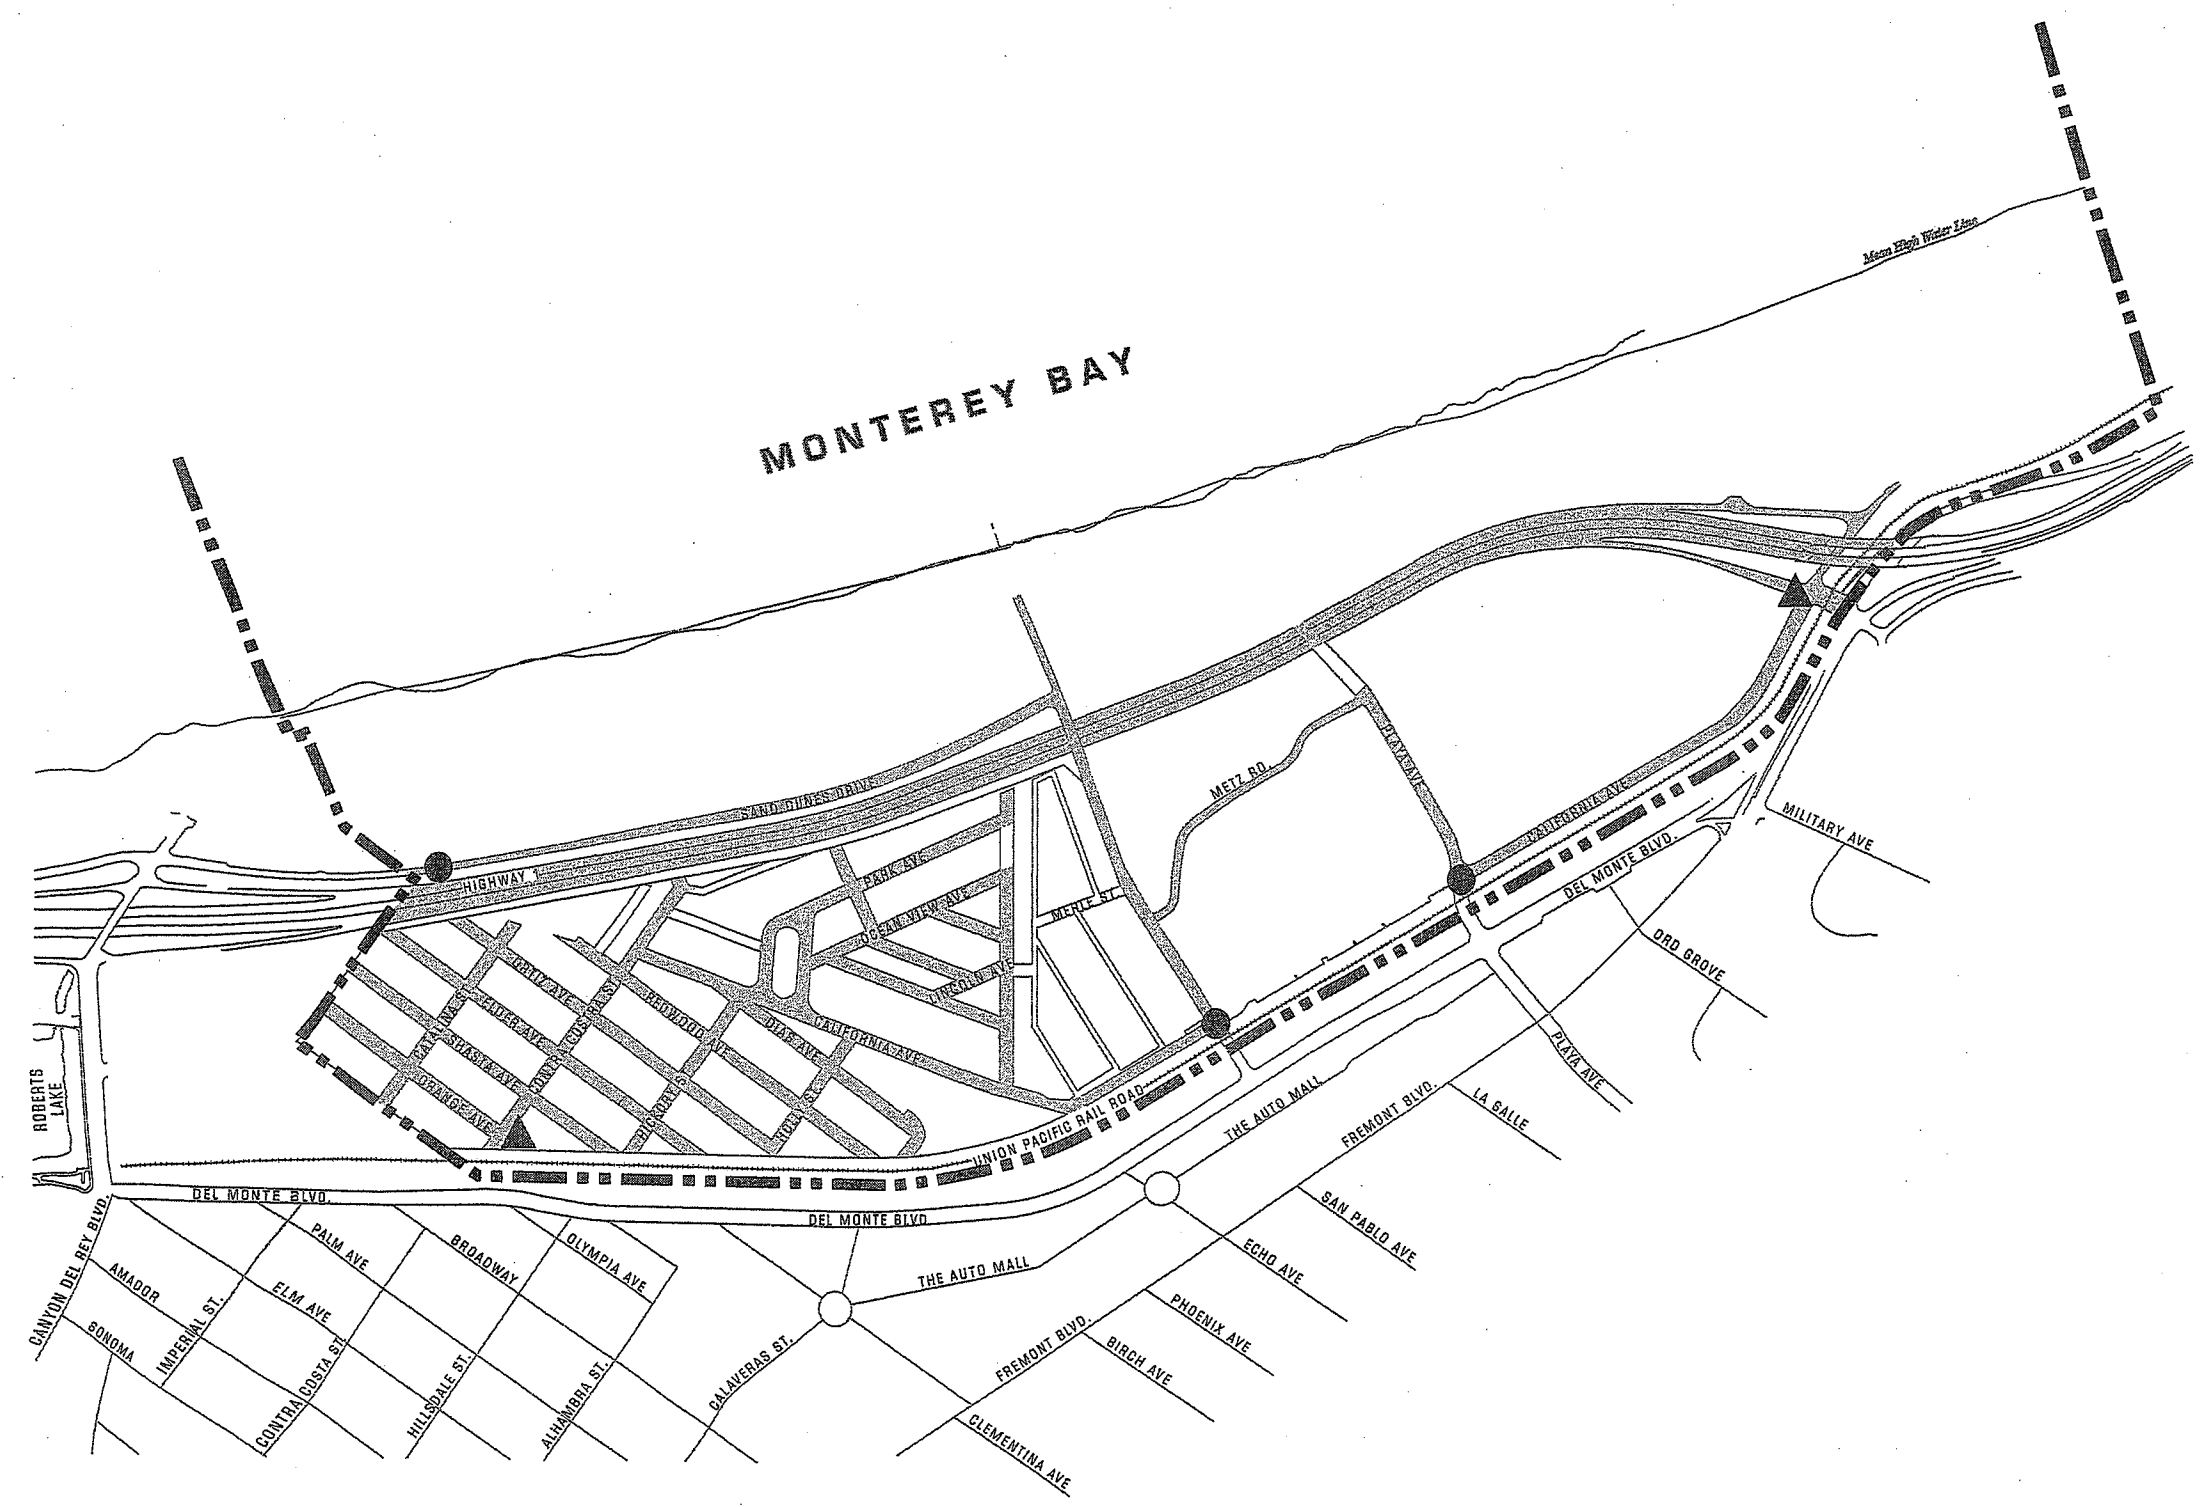 Mean High Water Line
MONTEREY BAY
SAND DUNES DRIVE
HIGHWAY 1
METZ RD.
PLAYA AVE
CALIFORNIA AVE
MILITARY AVE
DEL MONTE BLVD.
PARK AVE
OCEAN VIEW AVE
MERLE ST.
LINCOLN AVE
ORD GROVE
ORTIZ AVE
ELDER AVE
CATALINA ST
CONTRA COSTA ST.
REDWOOD AVE
DIAS AVE
CALIFORNIA AVE
SHASTA AVE
ORANGE AVE
HICKORY ST
HOLLY ST.
PLAYA AVE
ROBERTS
LAKE
UNION PACIFIC RAIL ROAD
THE AUTO MALL
FREMONT BLVD.
LA SALLE
DEL MONTE BLVD.
DEL MONTE BLVD
SAN PABLO AVE
CANYON DEL REY BLVD.
PALM AVE
BROADWAY
OLYMPIA AVE
ECHO AVE
AMADOR
ELM AVE
THE AUTO MALL
SONOMA
IMPERIAL ST.
CONTRA COSTA ST.
HILLSDALE ST.
ALHAMBRA ST.
CALAVERAS ST.
FREMONT BLVD.
PHOENIX AVE
BIRCH AVE
CLEMENTINA AVE